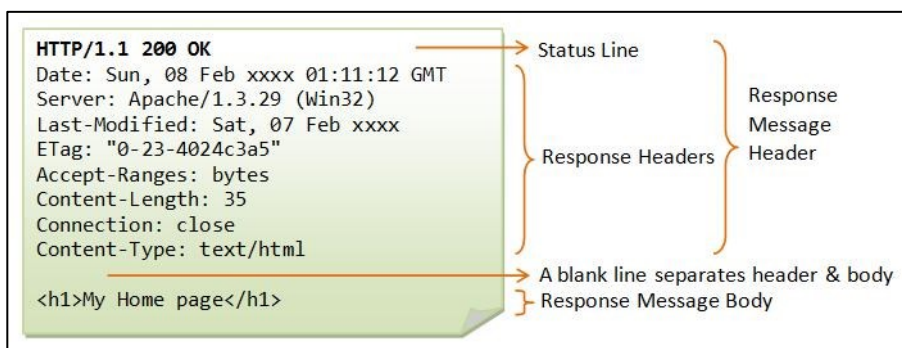 HTTP/1.1 200 OK
Date: Sun, 08 Feb xxxx 01:11:12 GMT
Server: Apache/1.3.29 (Win32)
Last-Modified: Sat, 07 Feb xxxx
ETag: "0-23-4024c3a5"
Accept-Ranges: bytes
Content-Length: 35
Connection: close
Content-Type: text/html
<h1>My Home page</h1>
Status Line
Response Headers
Response
Message
Header
A blank line separates header & body
Response Message Body